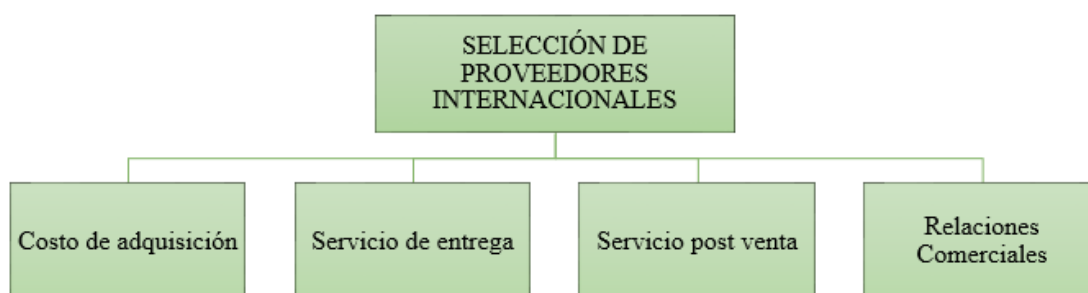 SELECCIÓN DE
PROVEEDORES
INTERNACIONALES
Costo de adquisición
Servicio de entrega
Servicio post venta
Relaciones
Comerciales